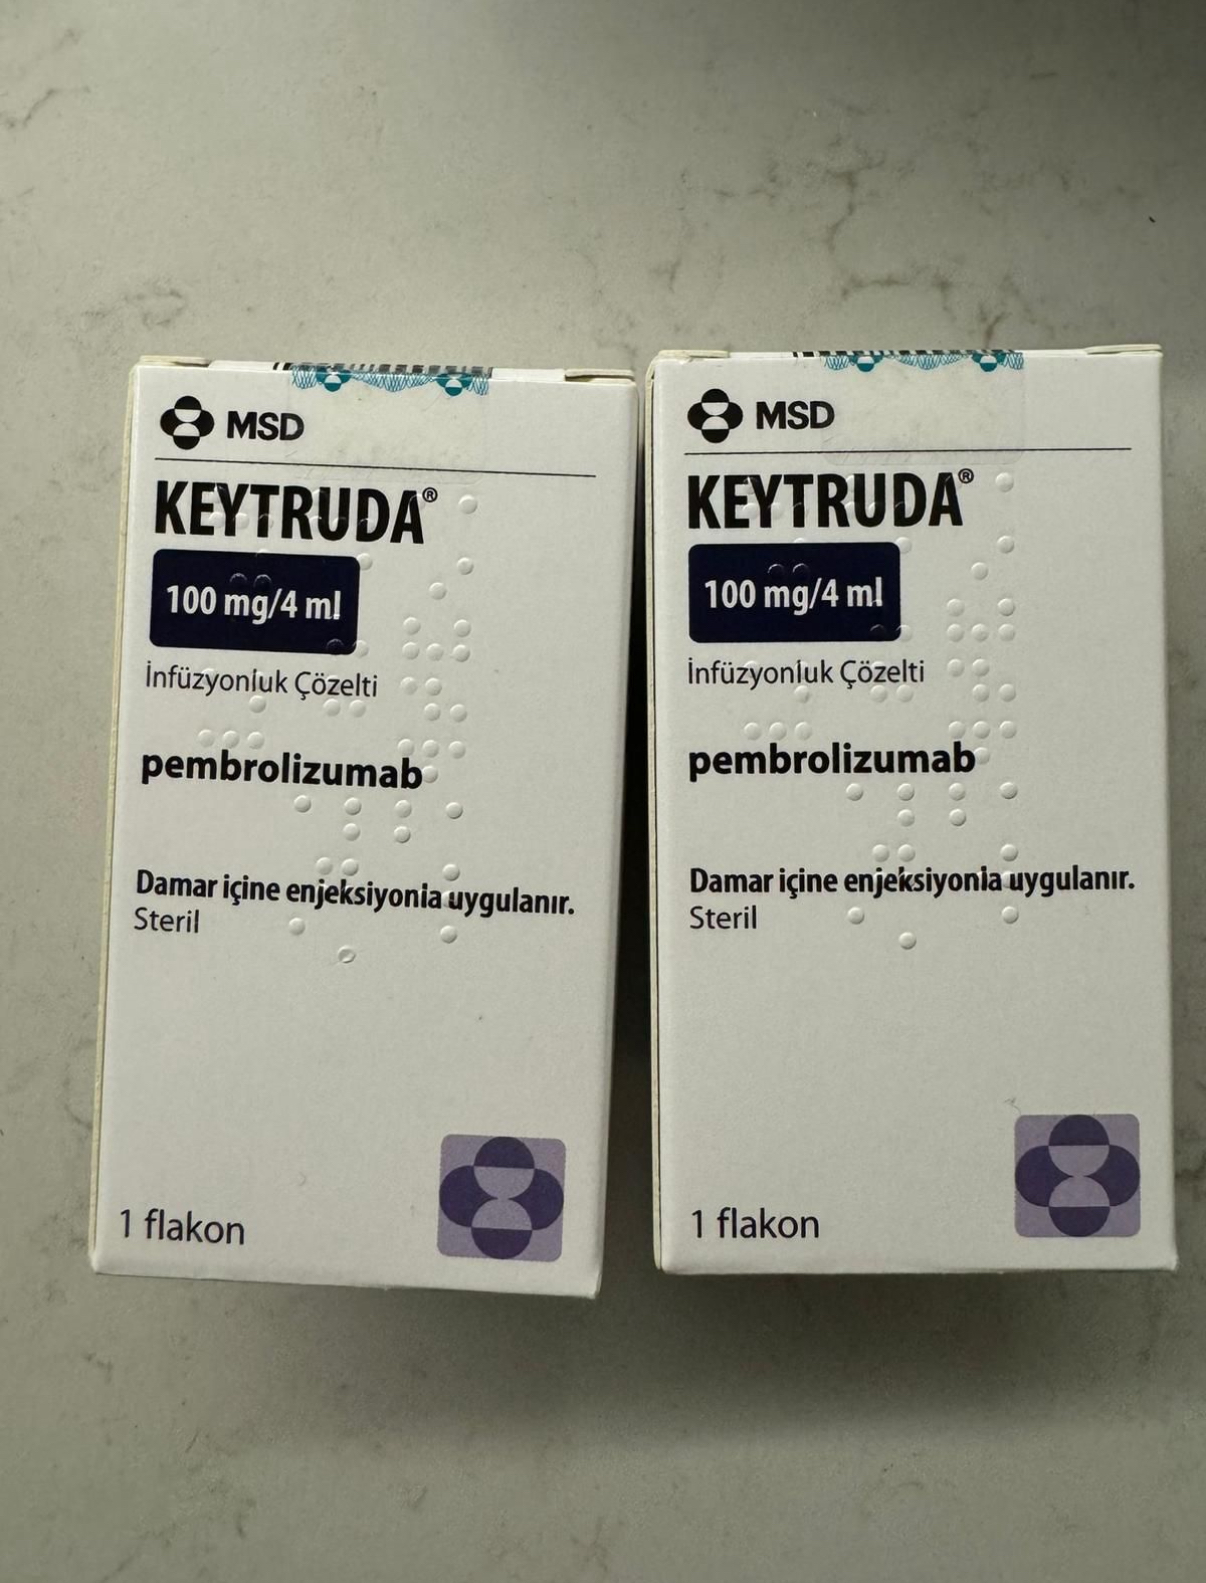 MSD
KEYTRUDA®
100 mg/4 ml
İnfüzyonluk Çözelti
pembrolizumab
Damar içine enjeksiyonla uygulanır.
Steril
1 flakon
MSD
KEYTRUDA®
100 mg/4 ml
İnfüzyonluk Çözelti
pembrolizumab
Damar içine enjeksiyonla uygulanır.
Steril
1 flakon